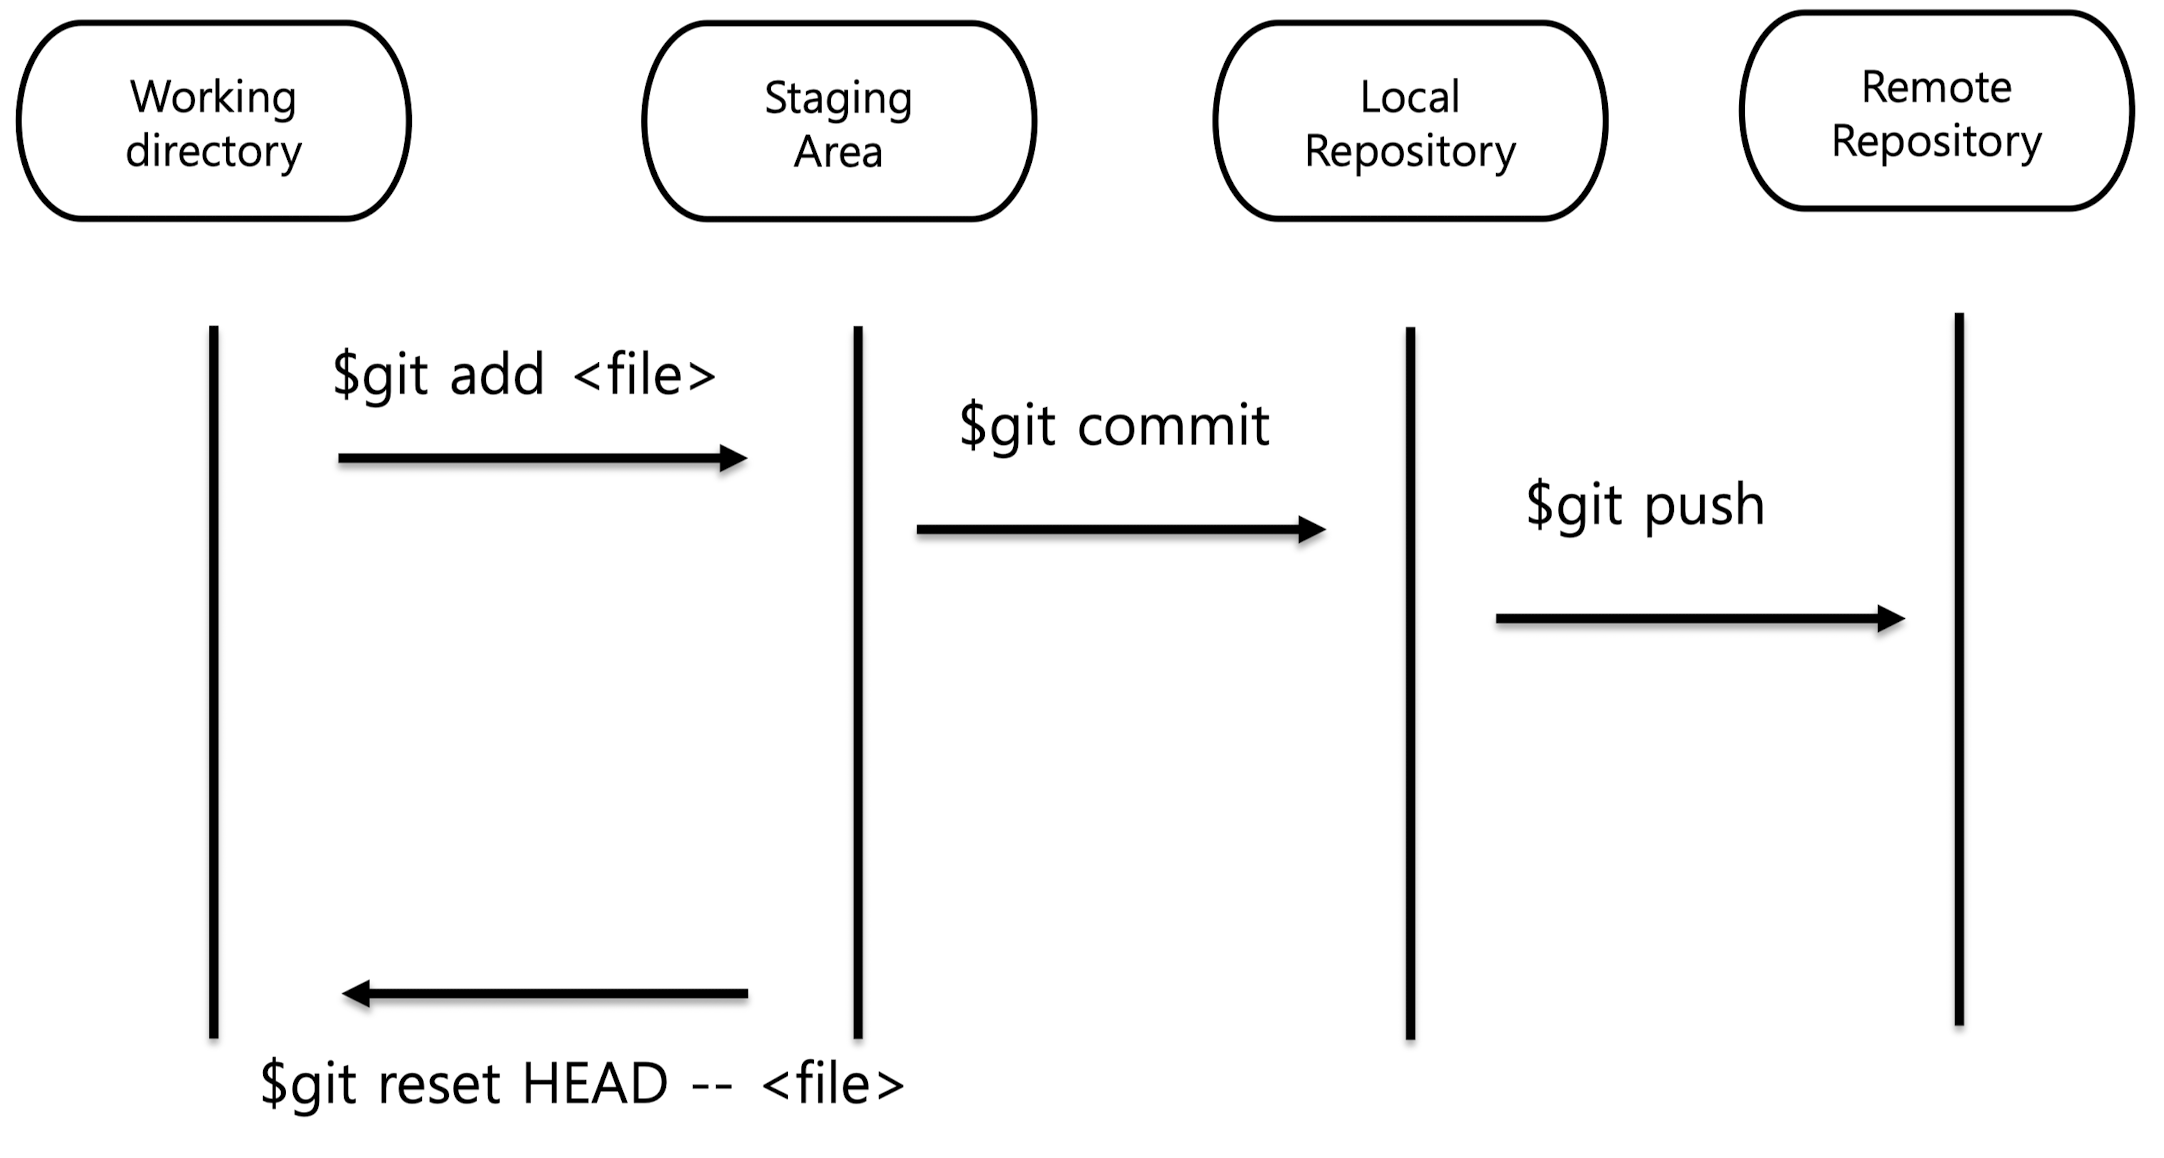 Working
directory
Staging
Area
Local
Repository
Remote
Repository
$git add <file>
$git commit
$git push
$git reset HEAD -- <file>